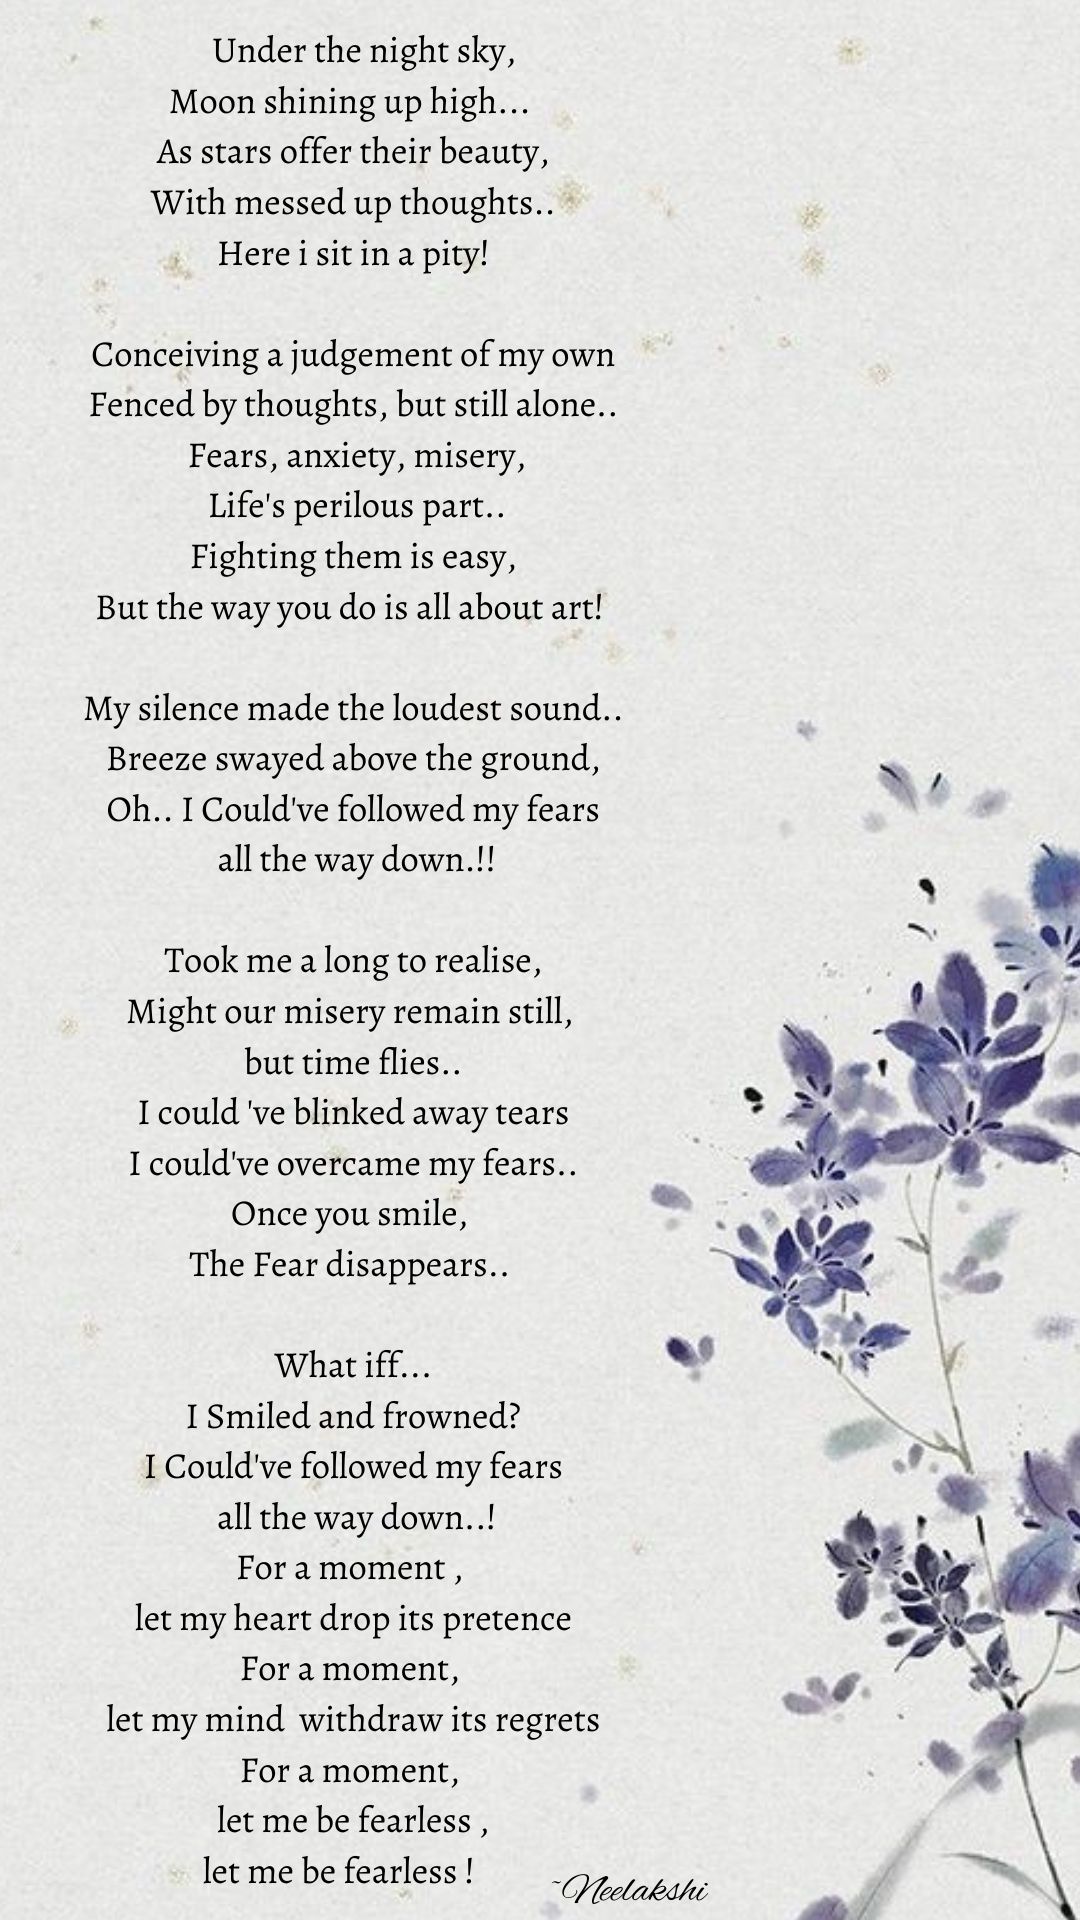 Under the night sky,
Moon shining up high...
As stars offer their beauty,
With messed up thoughts..
Here i sit in a pity!
Conceiving a judgement of my own
Fenced by thoughts, but still alone..
Fears, anxiety, misery,
Life's perilous part..
Fighting them is easy,
But the way you do is all about art!
My silence made the loudest sound..
Breeze swayed above the ground,
Oh.. I Could've followed my fears
all the way down.!!
Took me a long to realise,
Might our misery remain still,
but time flies..
I could 've blinked away tears
I could've overcame my fears..
Once you smile,
The Fear disappears..
What iff...
I Smiled and frowned?
I Could've followed my fears
all the way down..!
For a moment ,
let my heart drop its pretence
For a moment,
let my mind  withdraw its regrets
For a moment,
let me be fearless ,
let me be fearless !
~Neelakshi